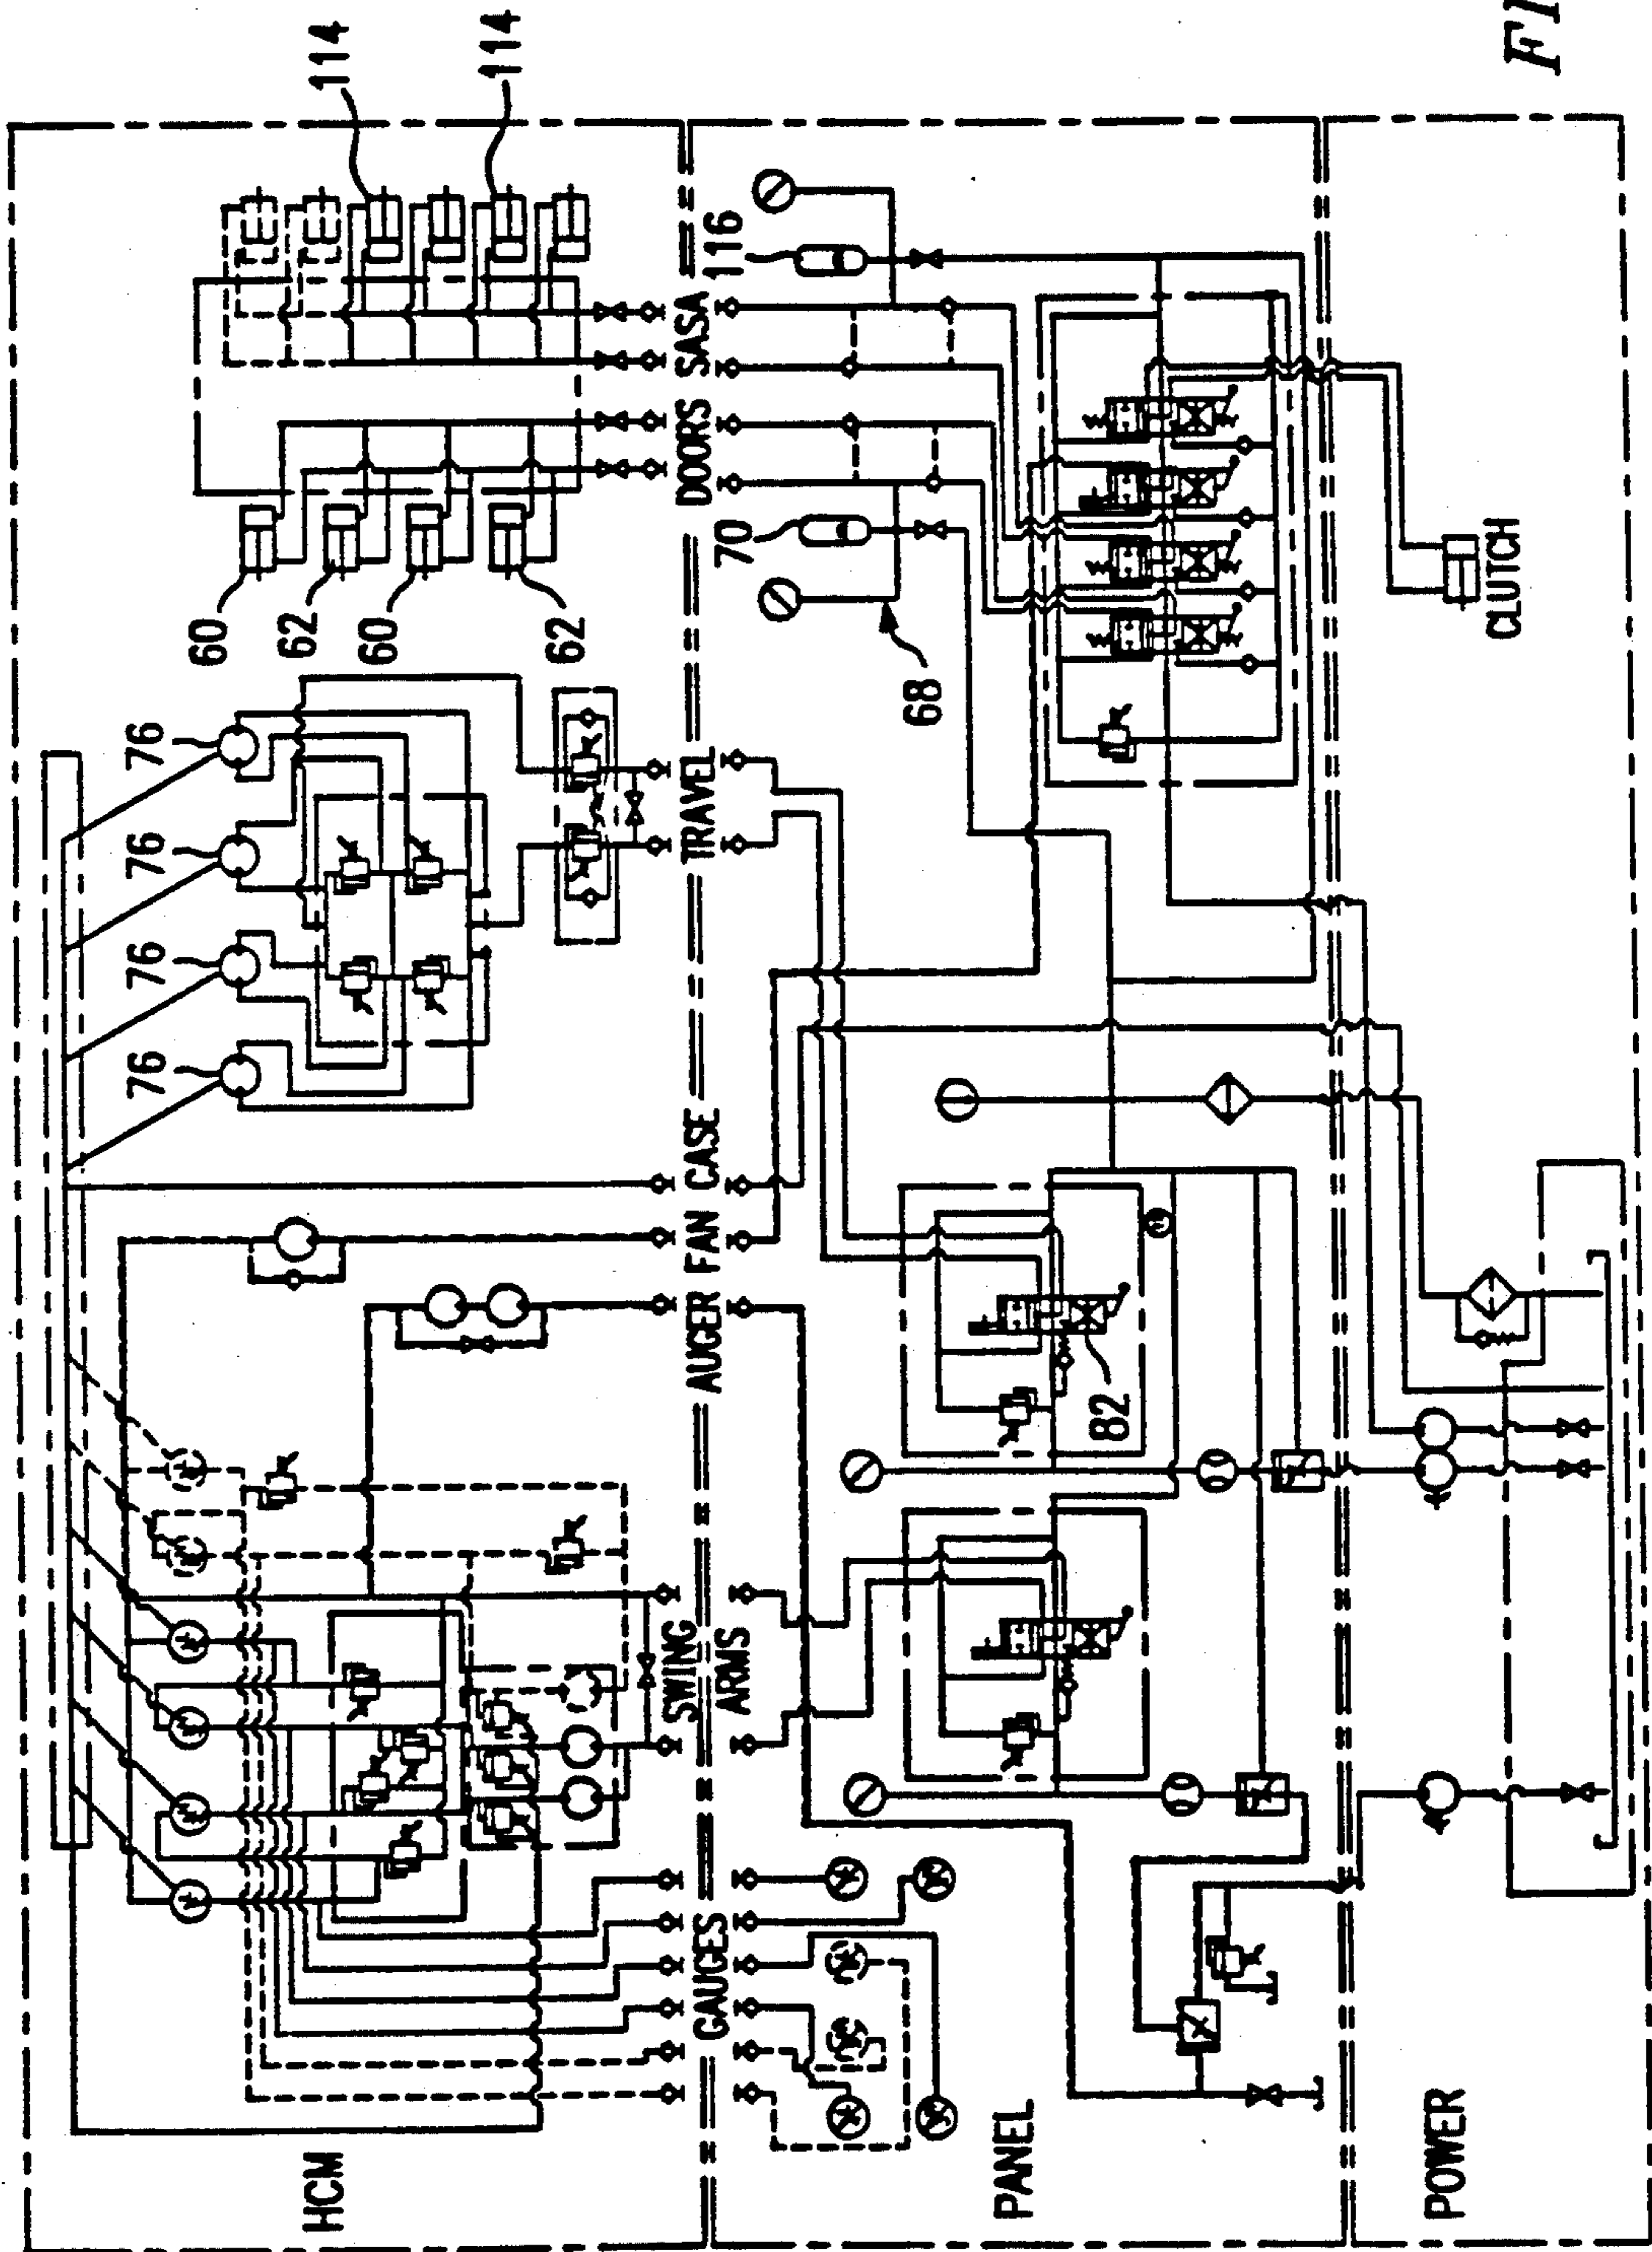 FI
114
114
60
62
60
62
76
76
76
76
HCM
GAUGES
SWING
ARMS
AUGER
FAN
CASE
TRAVEL
DOORS
SASA
116
70
68
82
PANEL
CLUTCH
POWER